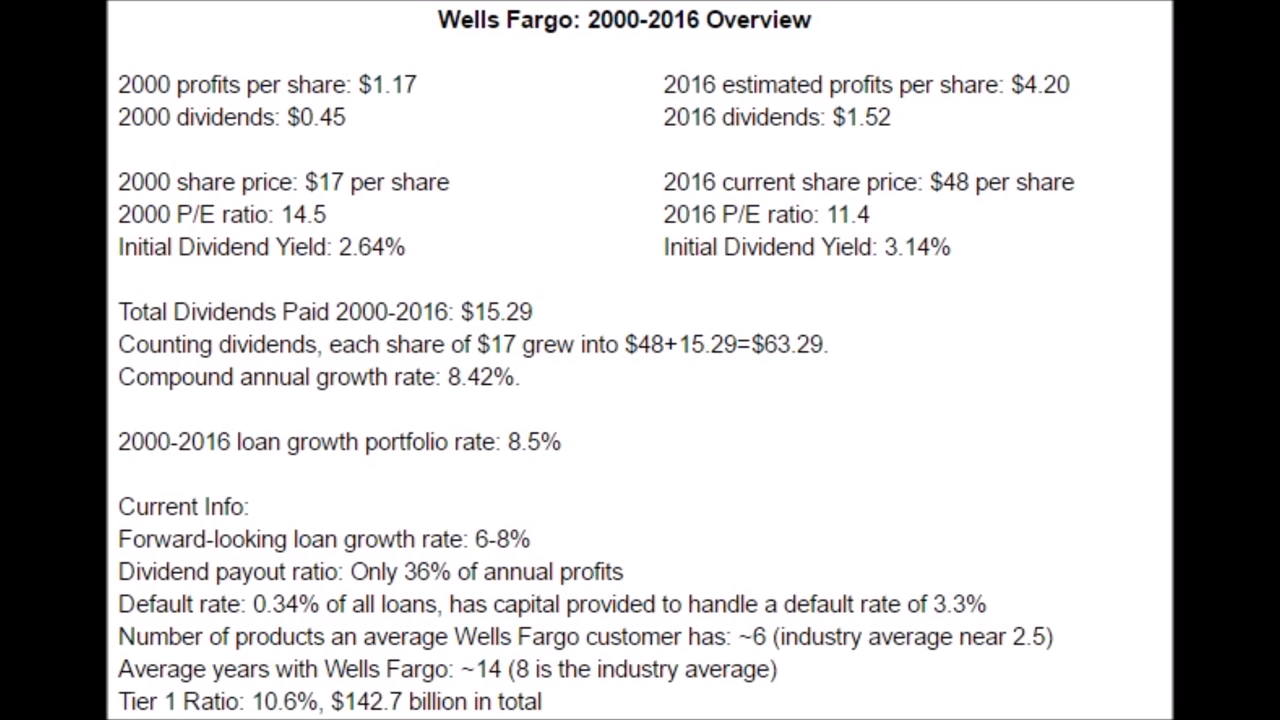 Wells Fargo: 2000-2016 Overview
2000 profits per share: $1.17
2000 dividends: $0.45
2016 estimated profits per share: $4.20
2016 dividends: $1.52
2000 share price: $17 per share
2000 P/E ratio: 14.5
Initial Dividend Yield: 2.64%
2016 current share price: $48 per share
2016 P/E ratio: 11.4
Initial Dividend Yield: 3.14%
Total Dividends Paid 2000-2016: $15.29
Counting dividends, each share of $17 grew into $48+15.29=$63.29.
Compound annual growth rate: 8.42%.
2000-2016 loan growth portfolio rate: 8.5%
Current Info:
Forward-looking loan growth rate: 6-8%
Dividend payout ratio: Only 36% of annual profits
Default rate: 0.34% of all loans, has capital provided to handle a default rate of 3.3%
Number of products an average Wells Fargo customer has: ~6 (industry average near 2.5)
Average years with Wells Fargo: ~14 (8 is the industry average)
Tier 1 Ratio: 10.6%, $142.7 billion in total